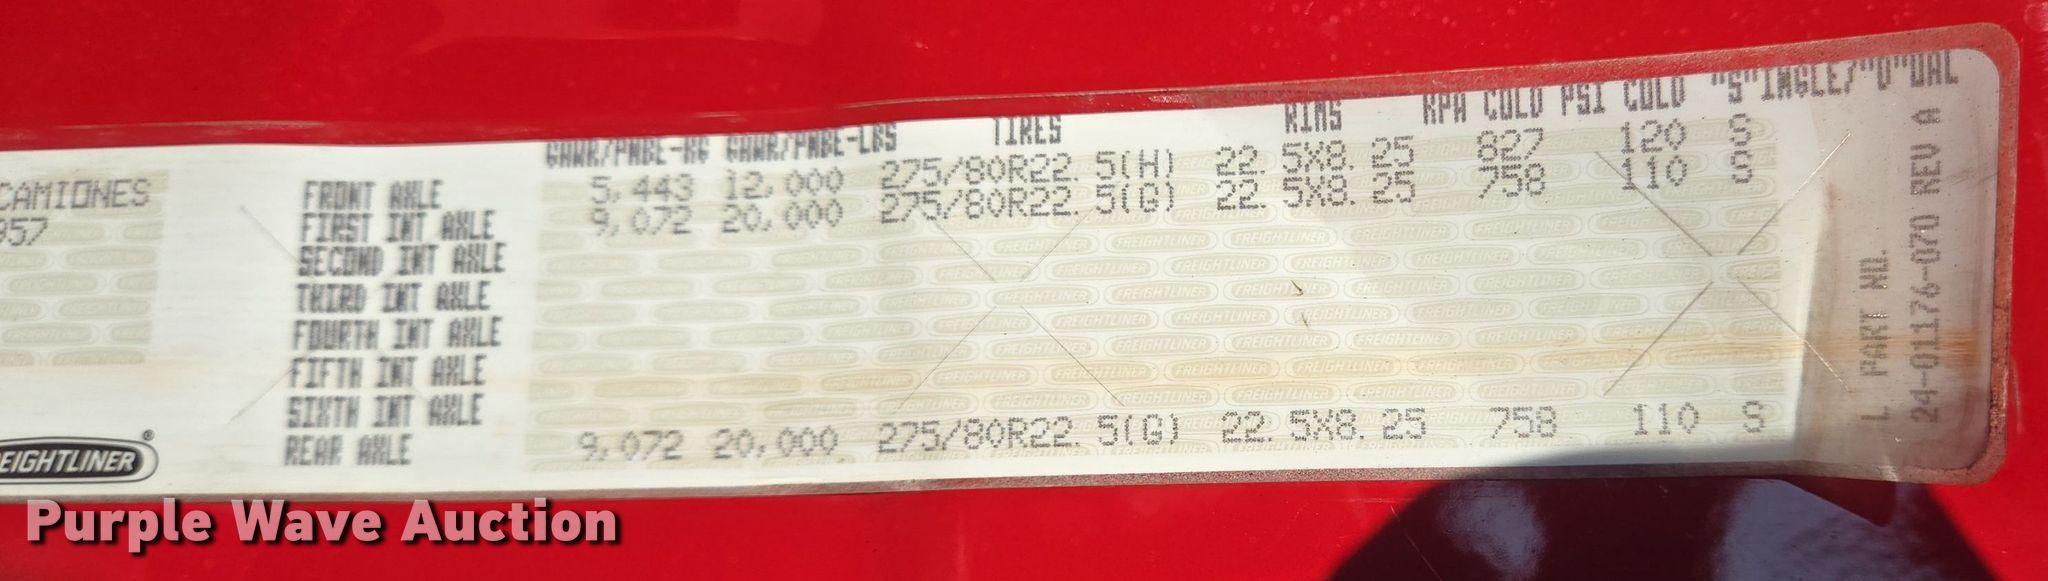 GAWR/PNBE-KG GAWR/PNBE-LBS TIRES RIMS KPA COLD PSI COLD "S"INGLE/"D"UAL
CAMIONES
957
FRONT AXLE 5,443 12,000 275/80R22.5(H) 22.5X8.25 827 120 S
FIRST INT AXLE 9,072 20,000 275/80R22.5(G) 22.5X8.25 758 110 S
SECOND INT AXLE
THIRD INT AXLE
FOURTH INT AXLE
FIFTH INT AXLE
SIXTH INT AXLE
REAR AXLE 9,072 20,000 275/80R22.5(G) 22.5X8.25 758 110 S
L PART NO.
24-01176-070 REV A
EIGHTLINER®
Purple Wave Auction